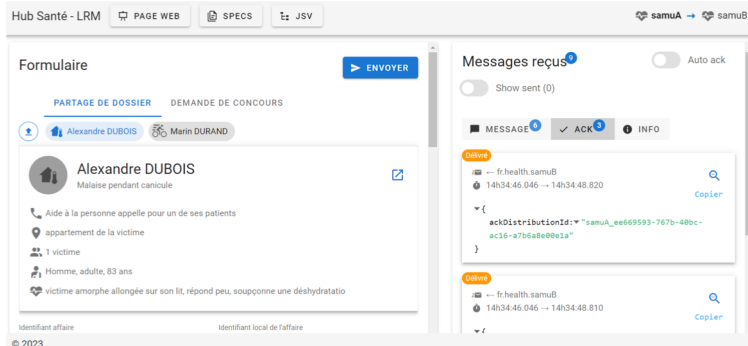 Hub Santé - LRM PAGE WEB SPECS JSV samuA → samuB
Formulaire
ENVOYER
PARTAGE DE DOSSIER DEMANDE DE CONCOURS
Alexandre DUBOIS Marin DURAND
Alexandre DUBOIS
Malaise pendant canicule
Aide à la personne appelle pour un de ses patients
appartement de la victime
1 victime
Homme, adulte, 83 ans
victime amorphe allongée sur son lit, répond peu, soupçonne une déshydratatio
Identifiant affaire Identifiant local de l'affaire
Messages reçus 9 Auto ack
Show sent (0)
MESSAGE 6 ACK 3 INFO
Délivré
← fr.health.samuB
14h34:46.046 → 14h34:48.820
Copier
{
ackDistributionId: "samuA_ee669593-767b-40bc-
ac16-a7b6a8e00e1a"
}
Délivré
← fr.health.samuB
14h34:46.046 → 14h34:48.810
Copier
{
© 2023